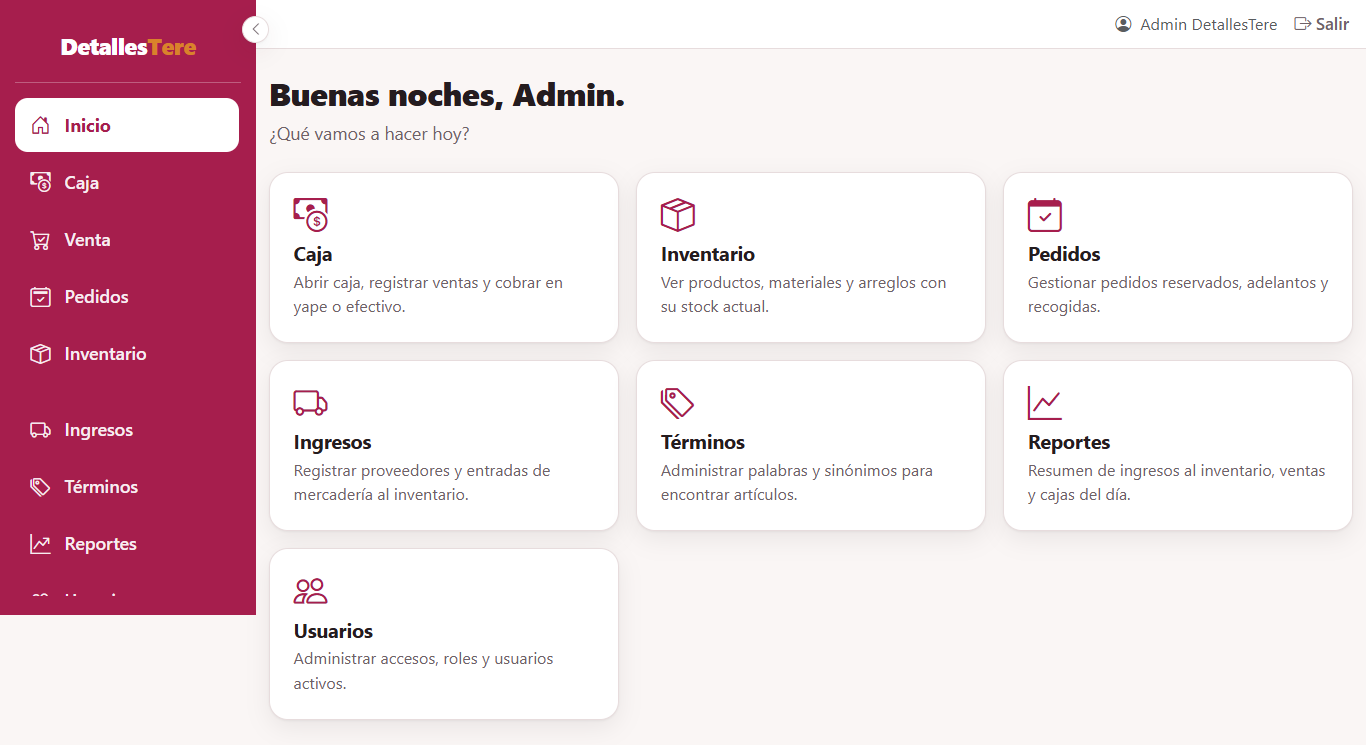 DetallesTere
Inicio
Caja
Venta
Pedidos
Inventario
Ingresos
Términos
Reportes
Admin DetallesTere
Salir
Buenas noches, Admin.
¿Qué vamos a hacer hoy?
Caja
Abrir caja, registrar ventas y cobrar en
yape o efectivo.
Inventario
Ver productos, materiales y arreglos con
su stock actual.
Pedidos
Gestionar pedidos reservados, adelantos y
recogidas.
Ingresos
Registrar proveedores y entradas de
mercadería al inventario.
Términos
Administrar palabras y sinónimos para
encontrar artículos.
Reportes
Resumen de ingresos al inventario, ventas
y cajas del día.
Usuarios
Administrar accesos, roles y usuarios
activos.